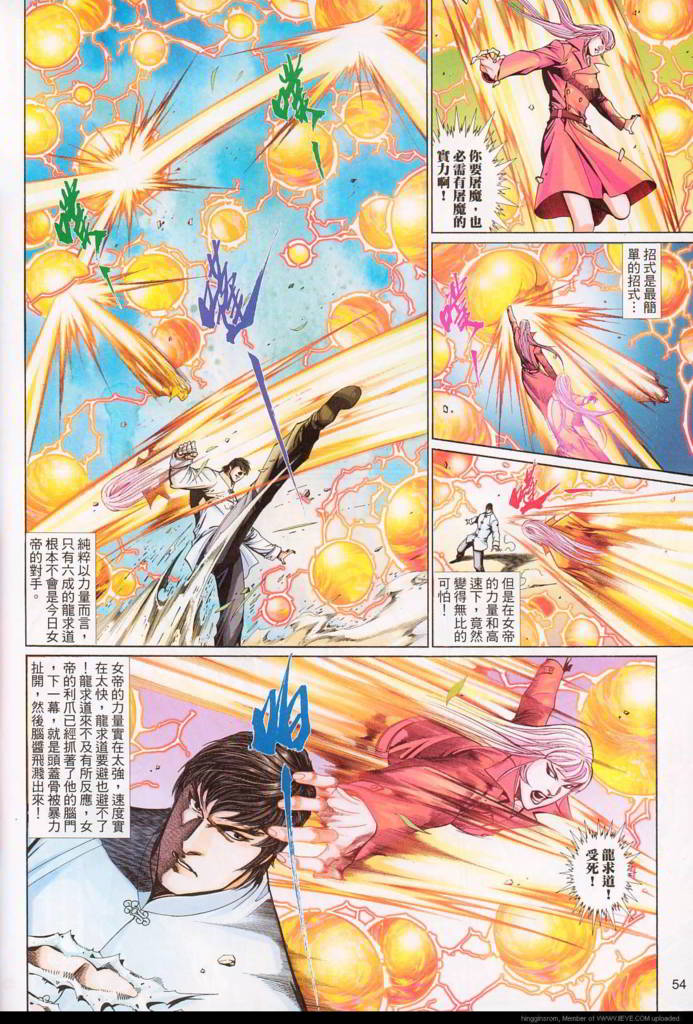 你要屠魔，也
必需有屠魔的
實力啊！
招式是最簡
單的招式…
但是在女帝
的力量和高
速下，竟然
變得無比的
可怕！
純粹以力量而言，
只有六成的龍求道
根本不會是今日女
帝的對手。
女帝的力量實在太強，速度實
在太快，龍求道要避也避不了
！龍求道來不及有所反應，女
帝的利爪已經抓著了他的腦門
，下一幕，就是頭蓋骨被暴力
扯開，然後腦醬飛濺出來！
龍求道！
受死！
54
hingginsrom, Member of VWWV.IIEYE.COM uploaded